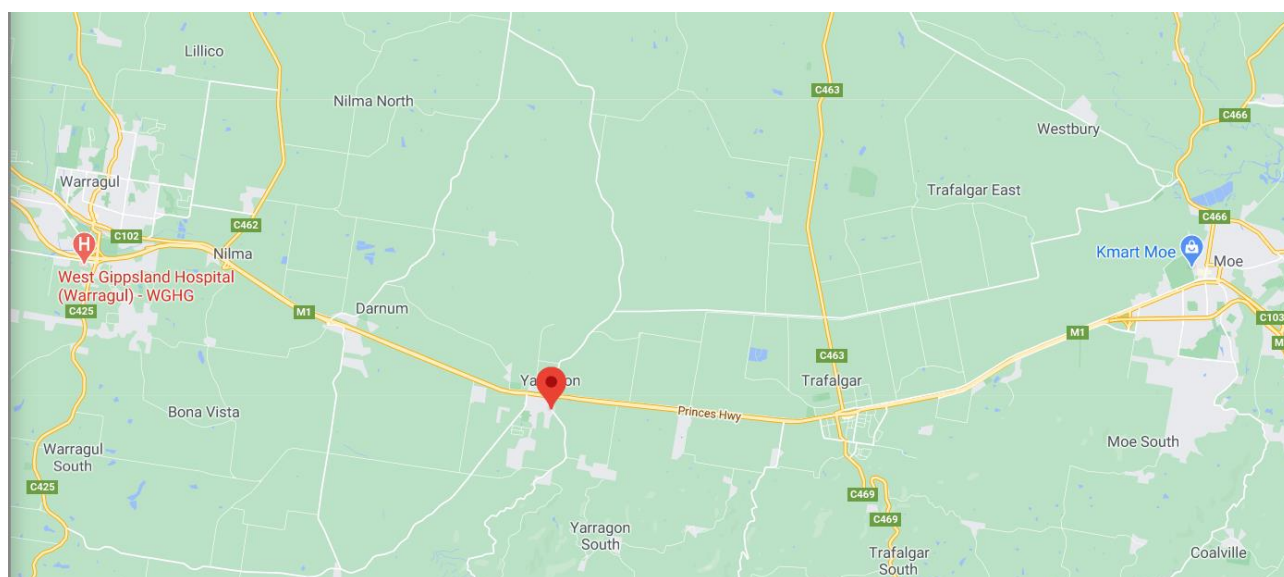 Lillico
C463
Nilma North
C466
Westbury
Warragul
Trafalgar East
C462
C466
C102
Nilma
Kmart Moe
Moe
West Gippsland Hospital
(Warragul) - WGHG
C425
M1
Darnum
C103
M1
C463
Yarragon
Trafalgar
Princes Hwy
Bona Vista
Warragul
South
Moe South
C425
C469
C469
Yarragon
South
Trafalgar
South
Coalville